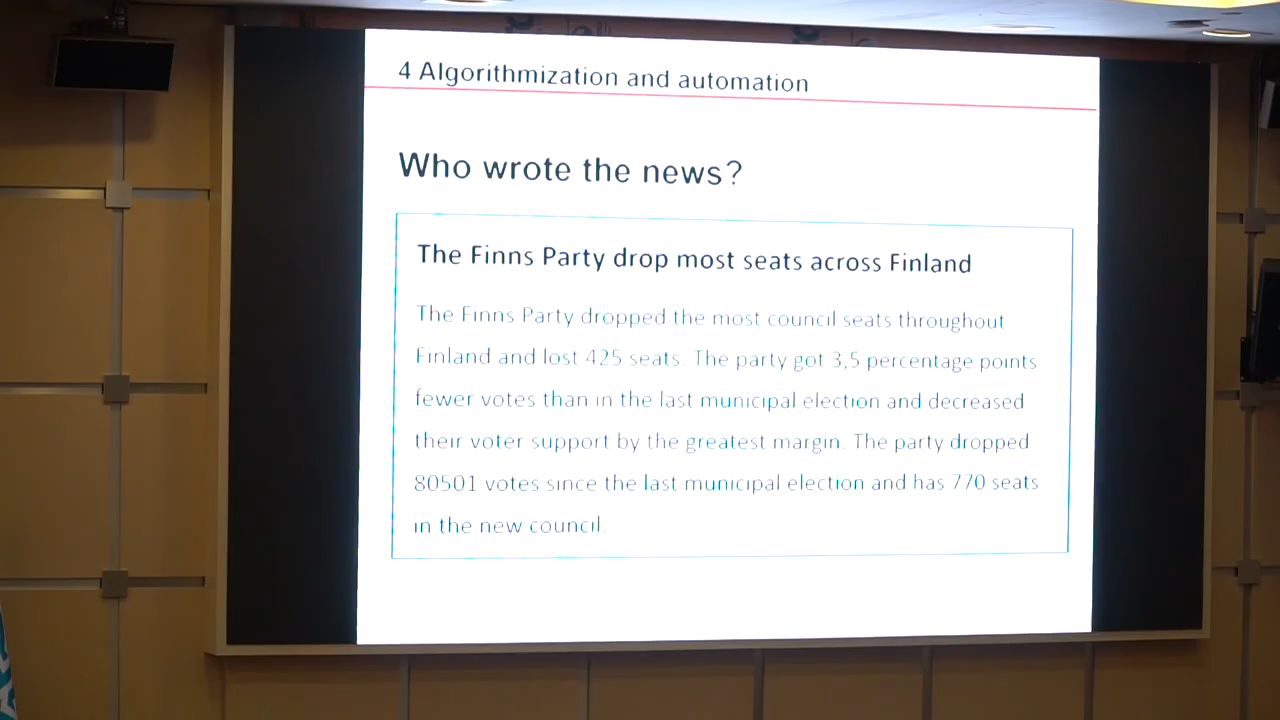 4 Algorithmization and automation
Who wrote the news?
The Finns Party drop most seats across Finland
The Finns Party dropped the most council seats throughout
Finland and lost 425 seats. The party got 3,5 percentage points
fewer votes than in the last municipal election and decreased
their voter support by the greatest margin. The party dropped
80501 votes since the last municipal election and has 770 seats
in the new council.